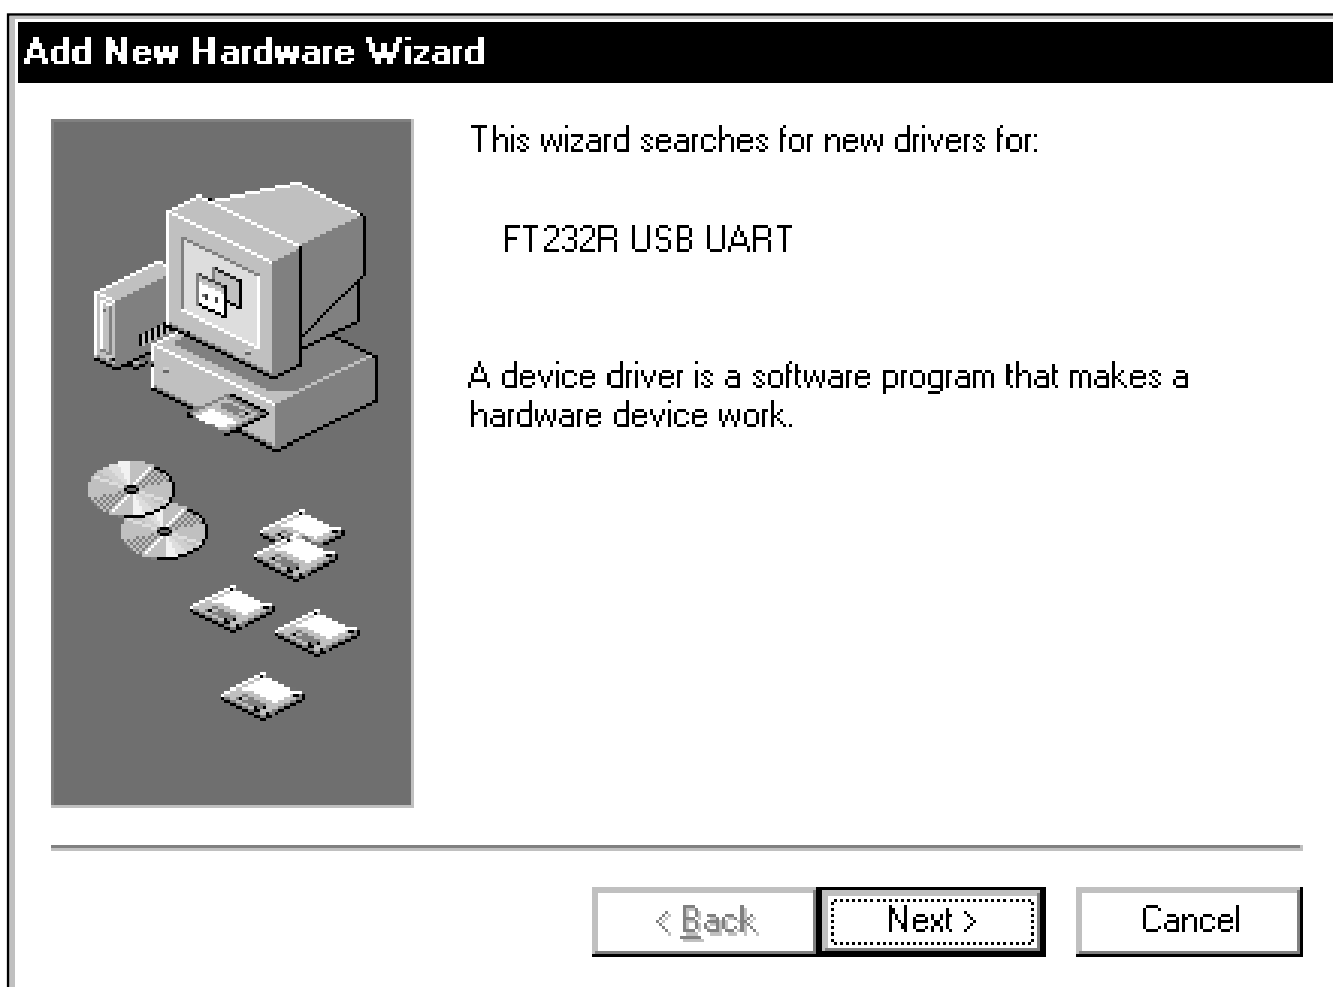 Add New Hardware Wizard
This wizard searches for new drivers for:
FT232R USB UART
A device driver is a software program that makes a
hardware device work.
< Back
Next >
Cancel